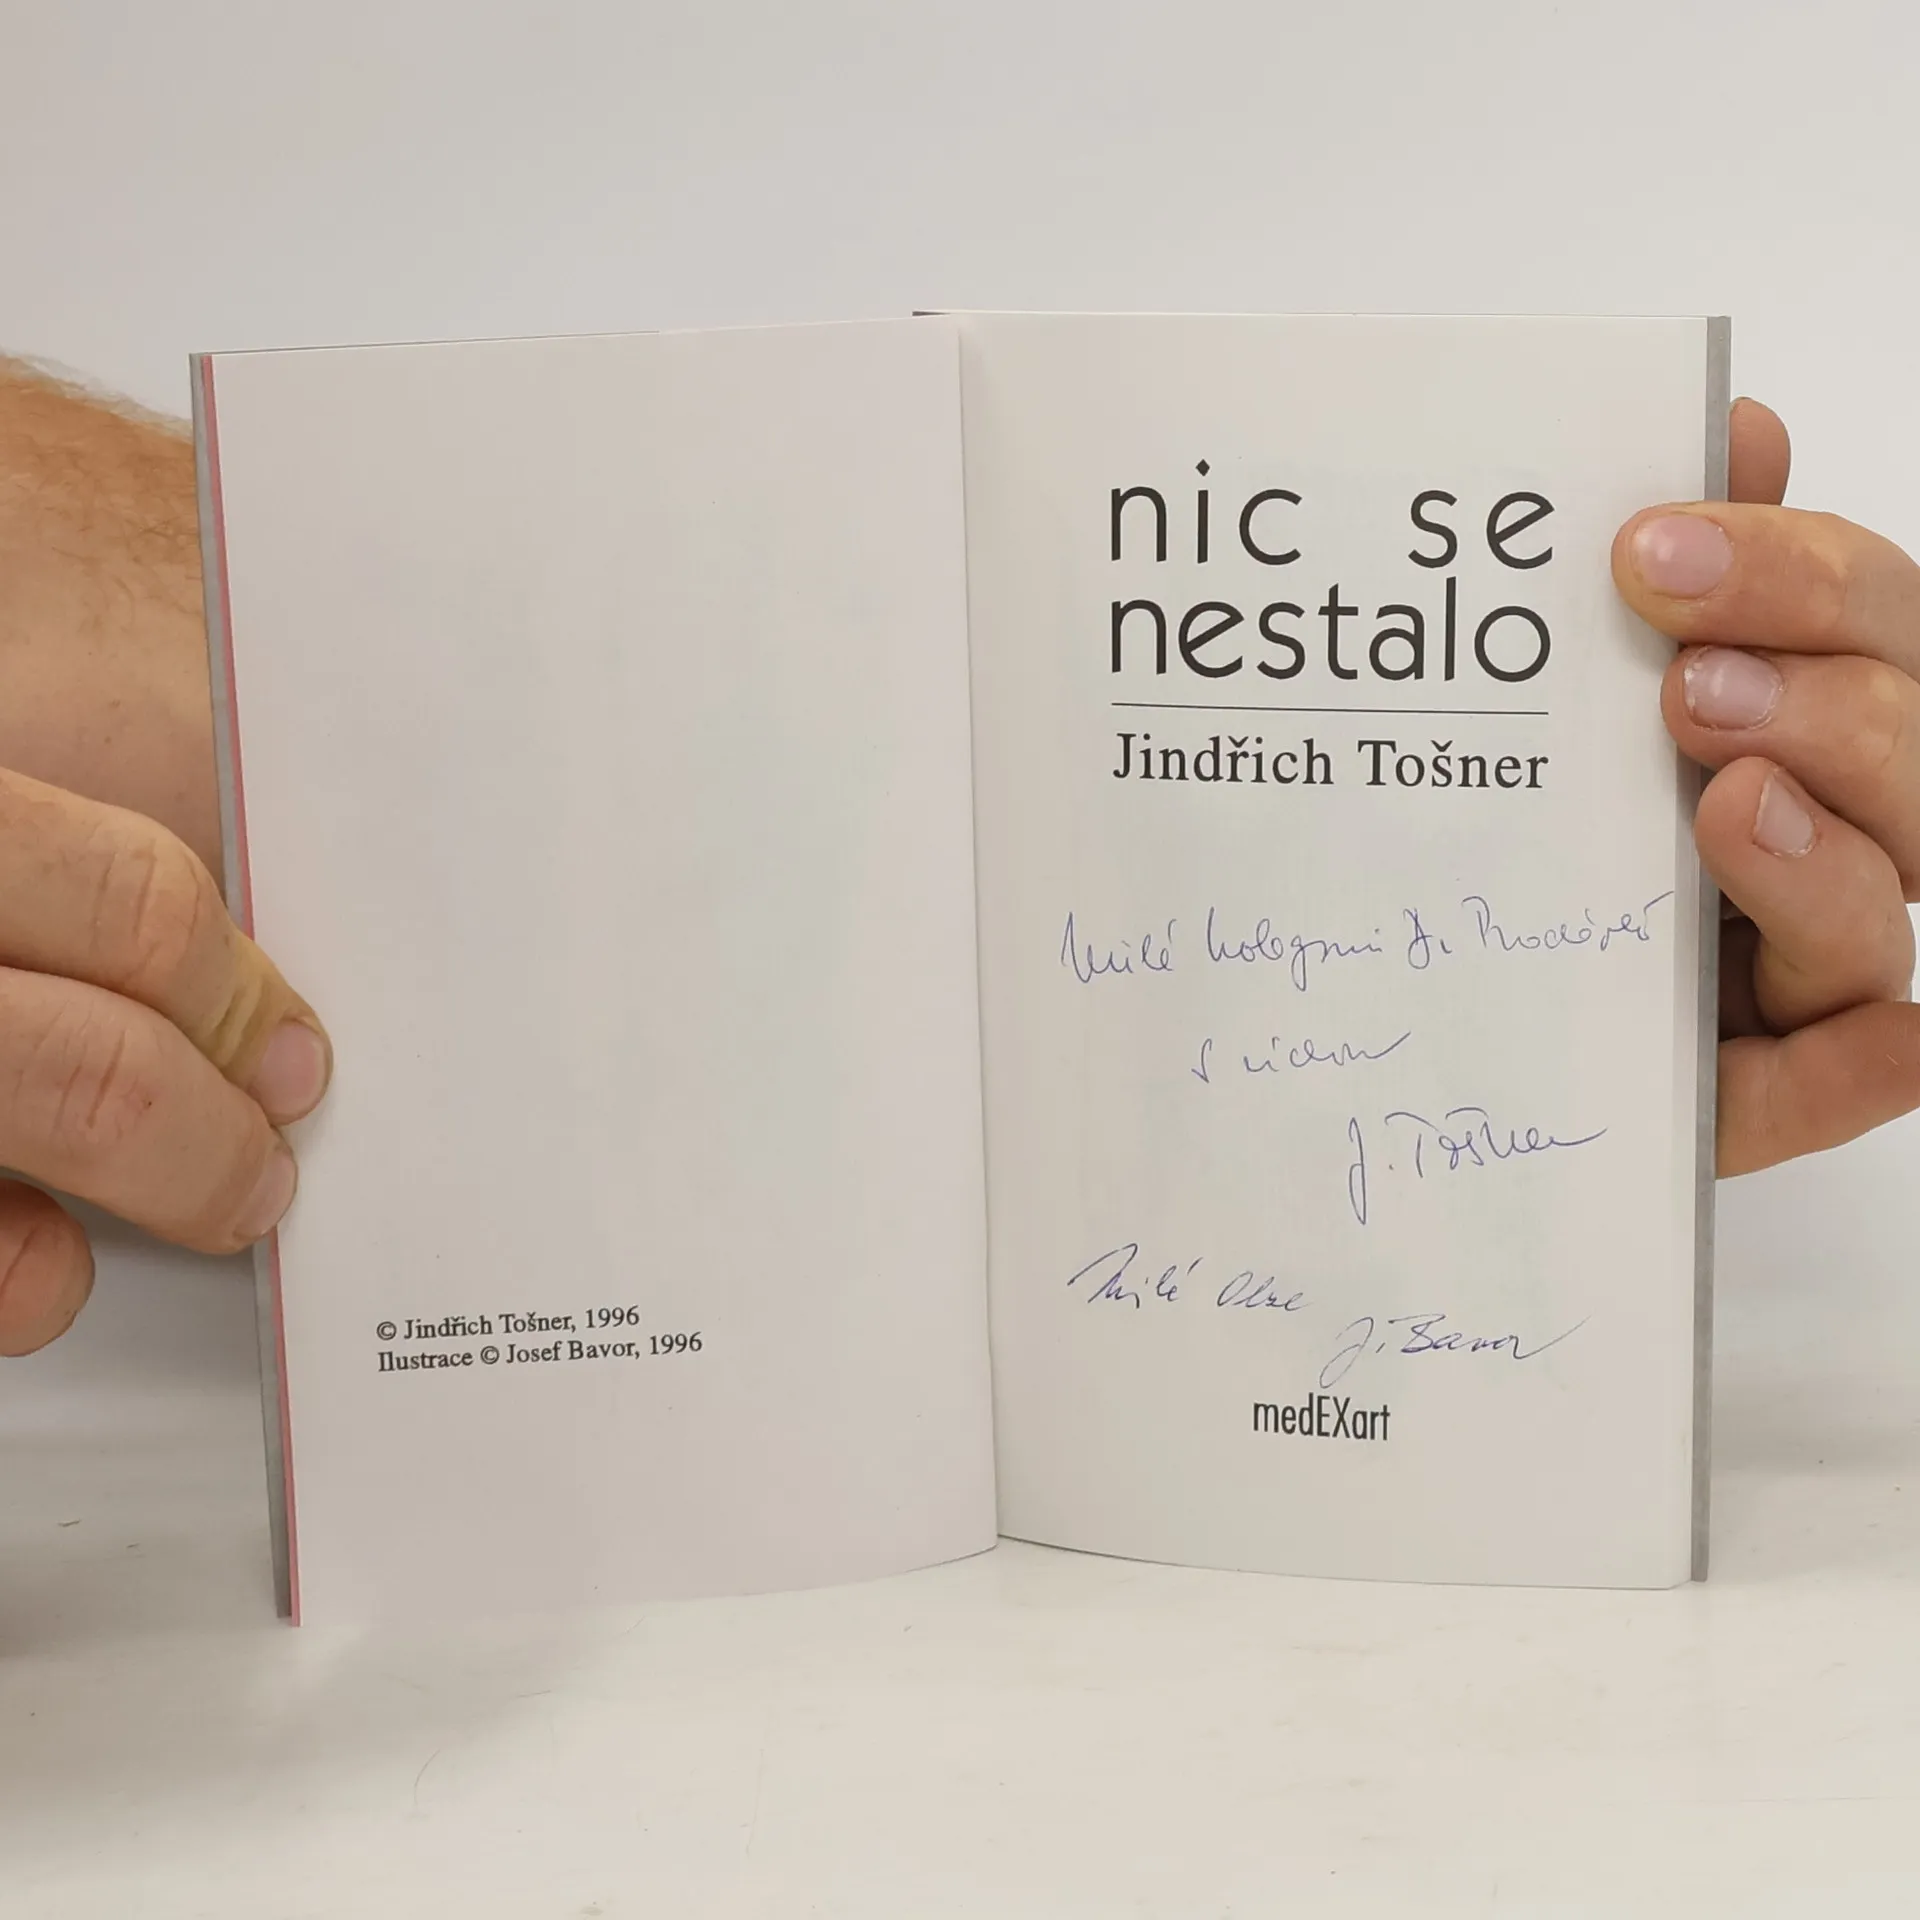 © Jindřich Tošner, 1996
Ilustrace © Josef Bavor, 1996
nic se
nestalo
Jindřich Tošner
Milé kolegyni Dr.
s úctou
J. Tošner
Milé Olze
J. Bavor
medEXart